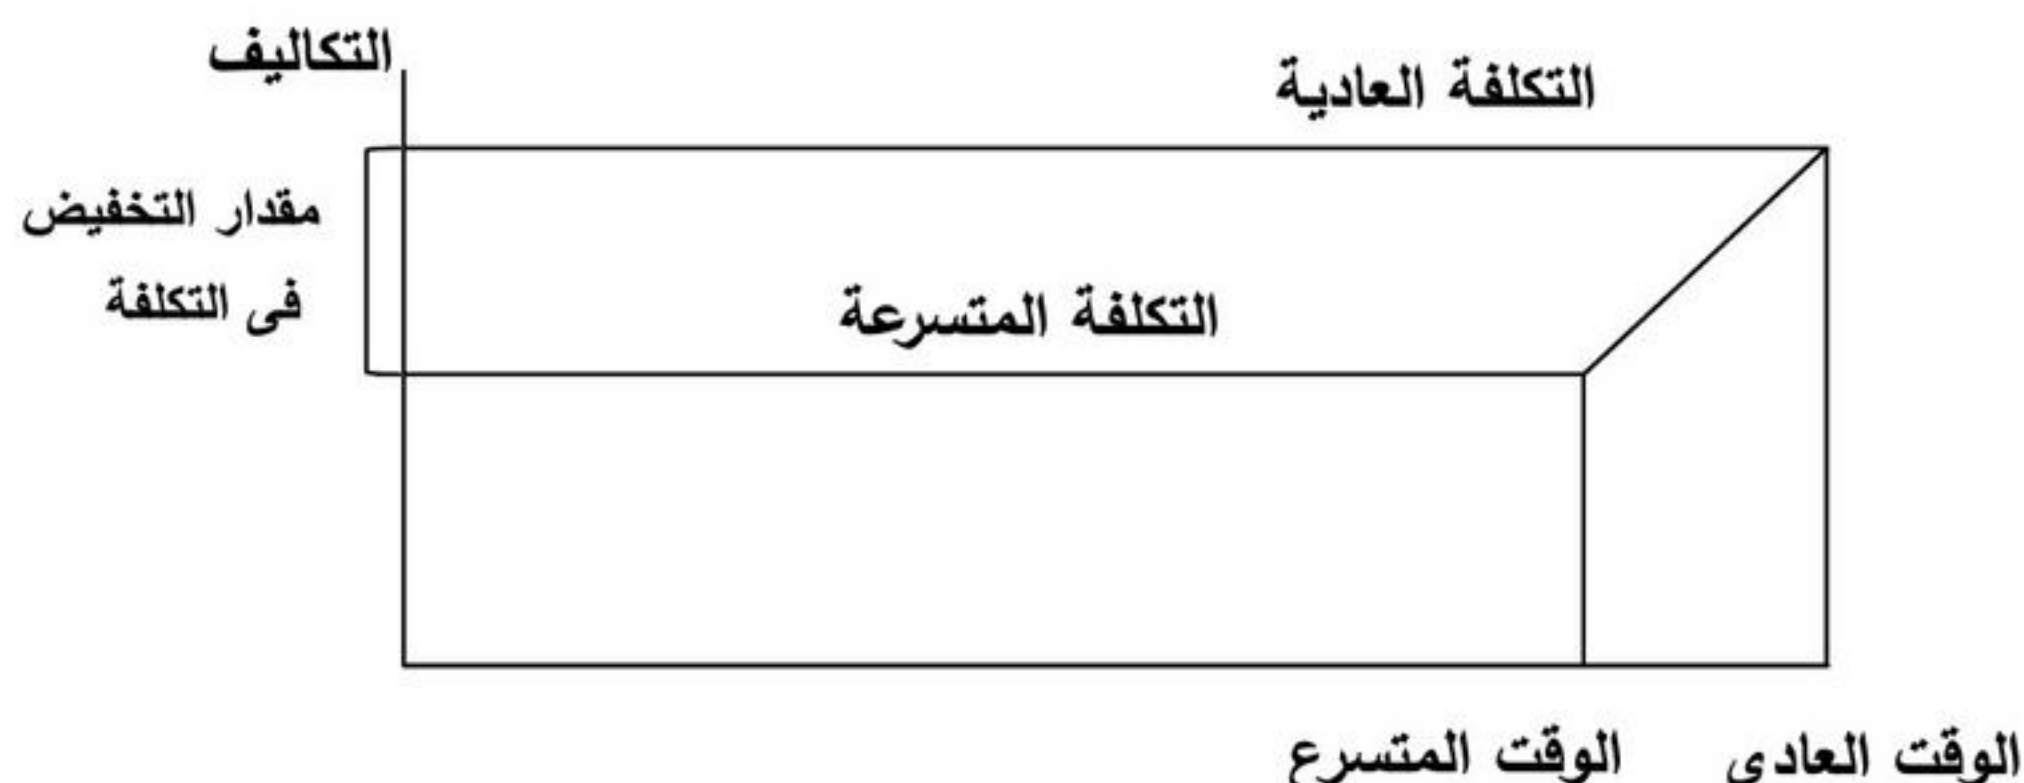 التكاليف
التكلفة العادية
مقدار التخفيض
فى التكلفة
التكلفة المتسرعة
الوقت العادى
الوقت المتسرع